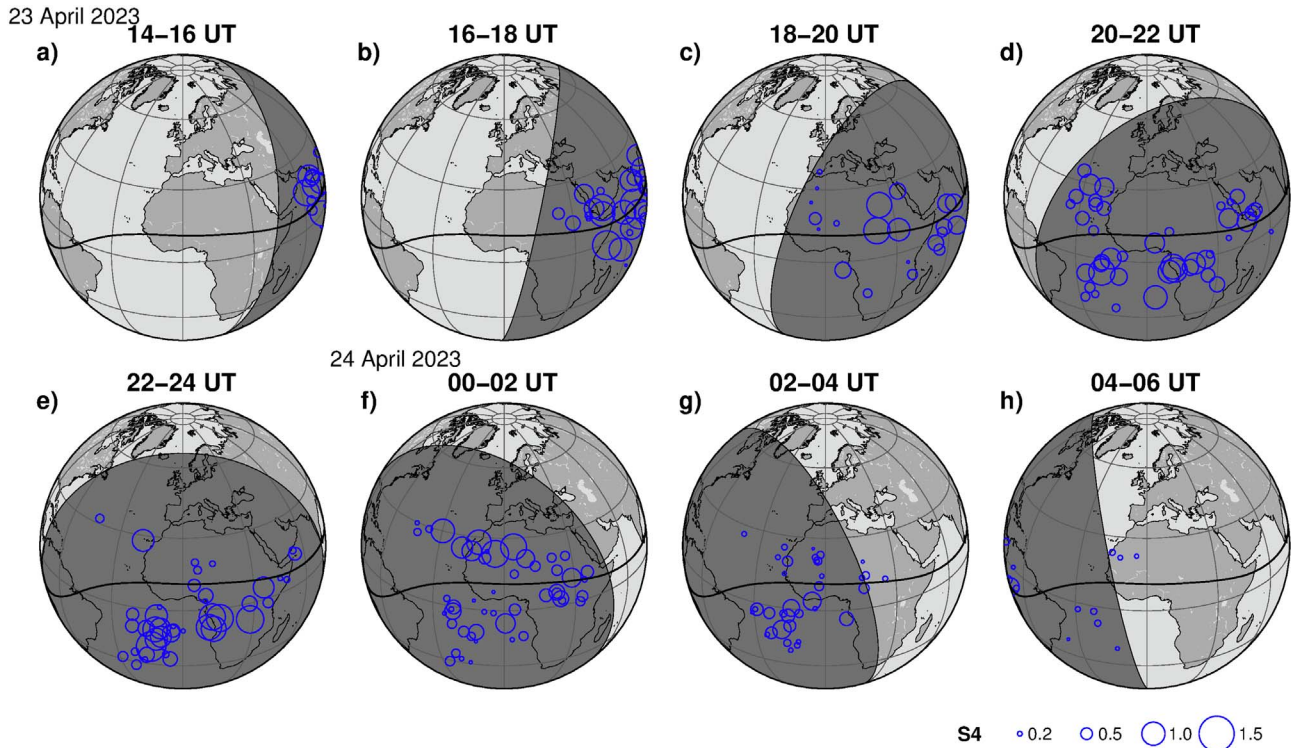 23 April 2023
a) 14–16 UT
b) 16–18 UT
c) 18–20 UT
d) 20–22 UT
24 April 2023
e) 22–24 UT
f) 00–02 UT
g) 02–04 UT
h) 04–06 UT
S4 0.2 0.5 1.0 1.5